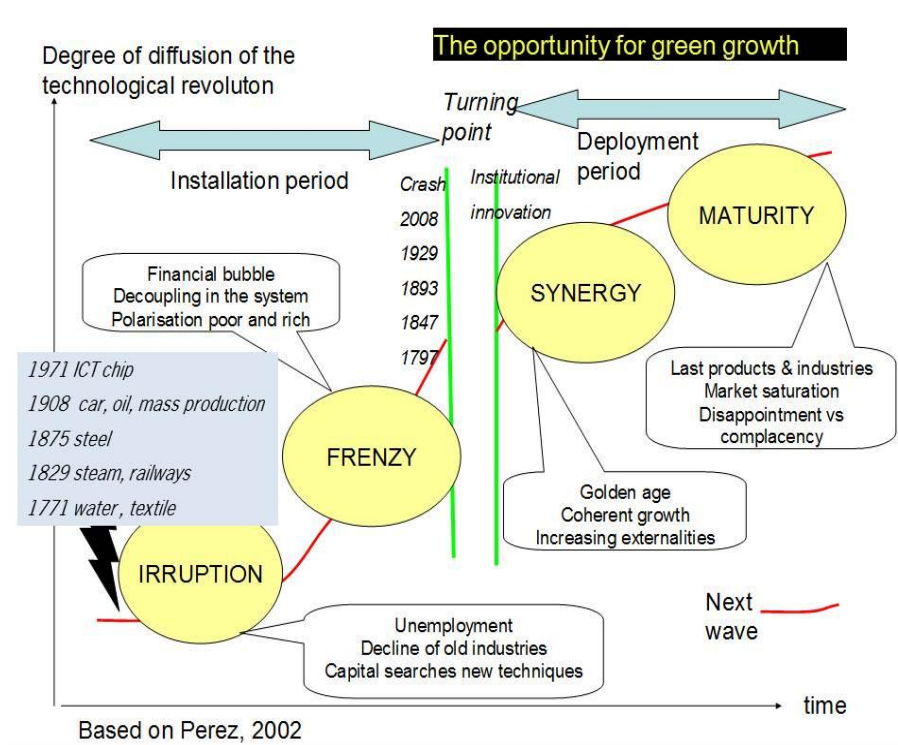 The opportunity for green growth
Degree of diffusion of the
technological revoluton
Turning
point
Installation period
Deployment
period
Crash
2008
1929
1893
1847
1797
Institutional
innovation
MATURITY
SYNERGY
Financial bubble
Decoupling in the system
Polarisation poor and rich
1971 ICT chip
1908 car, oil, mass production
1875 steel
1829 steam, railways
1771 water, textile
FRENZY
Last products & industries
Market saturation
Disappointment vs
complacency
Golden age
Coherent growth
Increasing externalities
IRRUPTION
Unemployment
Decline of old industries
Capital searches new techniques
Next
wave
time
Based on Perez, 2002